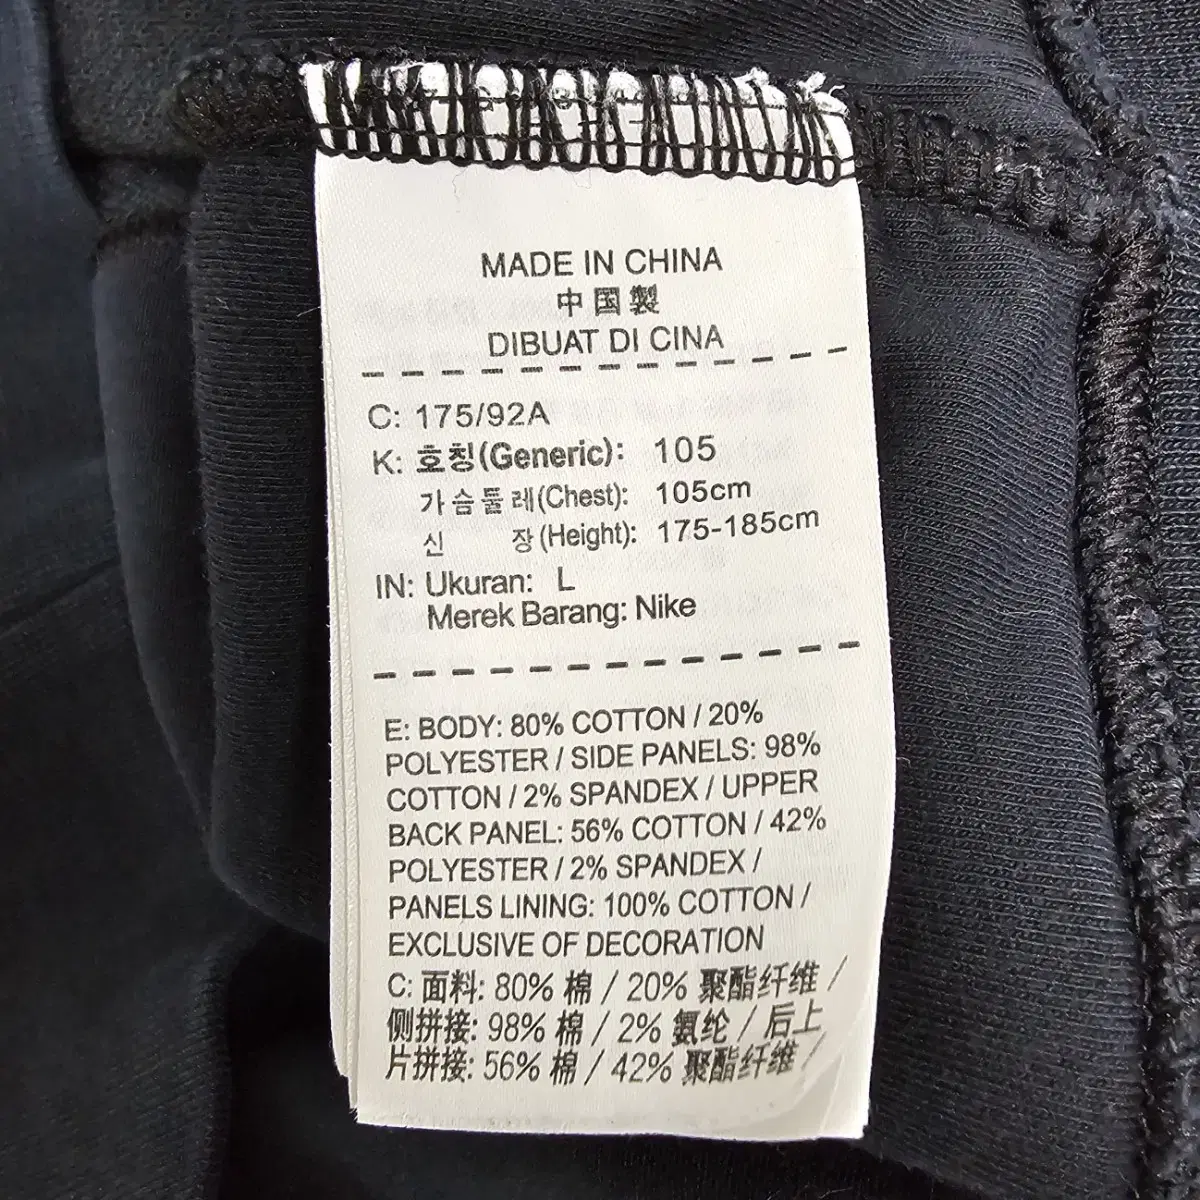 MADE IN CHINA
中国製
DIBUAT DI CINA
C: 175/92A
K: 호칭(Generic): 105
가슴둘레(Chest): 105cm
신 장(Height): 175-185cm
IN: Ukuran: L
Merek Barang: Nike
E: BODY: 80% COTTON / 20%
POLYESTER / SIDE PANELS: 98%
COTTON / 2% SPANDEX / UPPER
BACK PANEL: 56% COTTON / 42%
POLYESTER / 2% SPANDEX /
PANELS LINING: 100% COTTON /
EXCLUSIVE OF DECORATION
C: 面料: 80% 棉 / 20% 聚酯纤维 /
侧拼接: 98% 棉 / 2% 氨纶 / 后上
片拼接: 56% 棉 / 42% 聚酯纤维 /